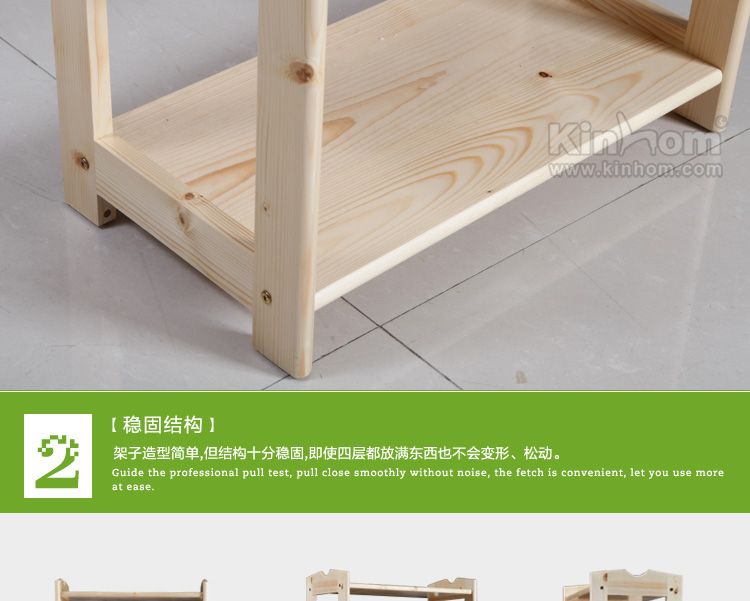 Kinhom
www.kinhom.com
2
【 稳固结构 】
架子造型简单,但结构十分稳固,即使四层都放满东西也不会变形、松动。
Guide the professional pull test, pull close smoothly without noise, the fetch is convenient, let you use more
at ease.